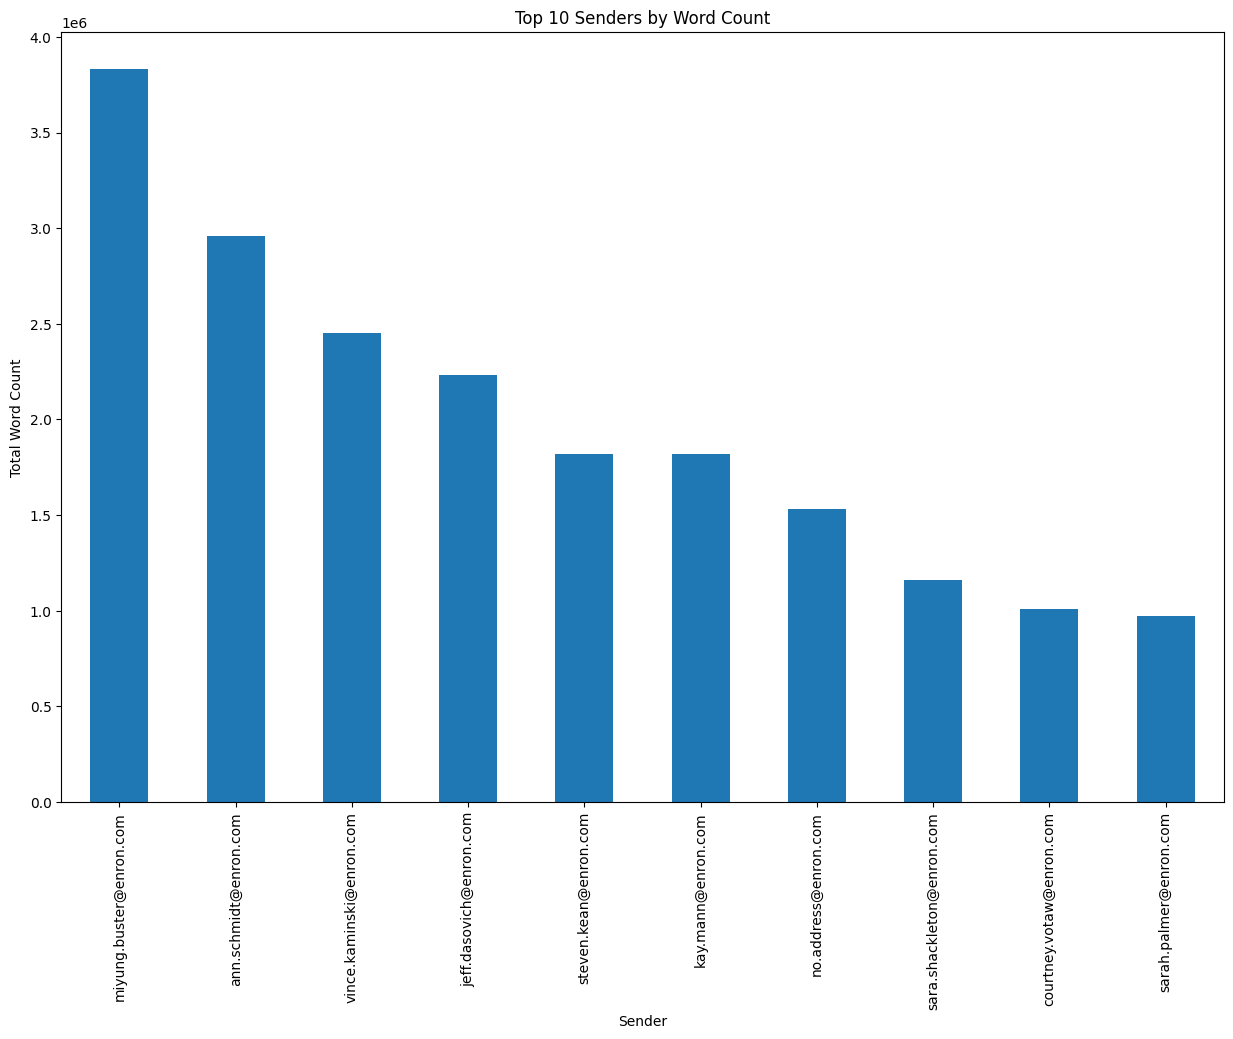 Top 10 Senders by Word Count
1e6
4.0
3.5
3.0
2.5
2.0
1.5
1.0
0.5
0.0
Total Word Count
miyung.buster@enron.com
ann.schmidt@enron.com
vince.kaminski@enron.com
jeff.dasovich@enron.com
steven.kean@enron.com
kay.mann@enron.com
no.address@enron.com
sara.shackleton@enron.com
courtney.votaw@enron.com
sarah.palmer@enron.com
Sender